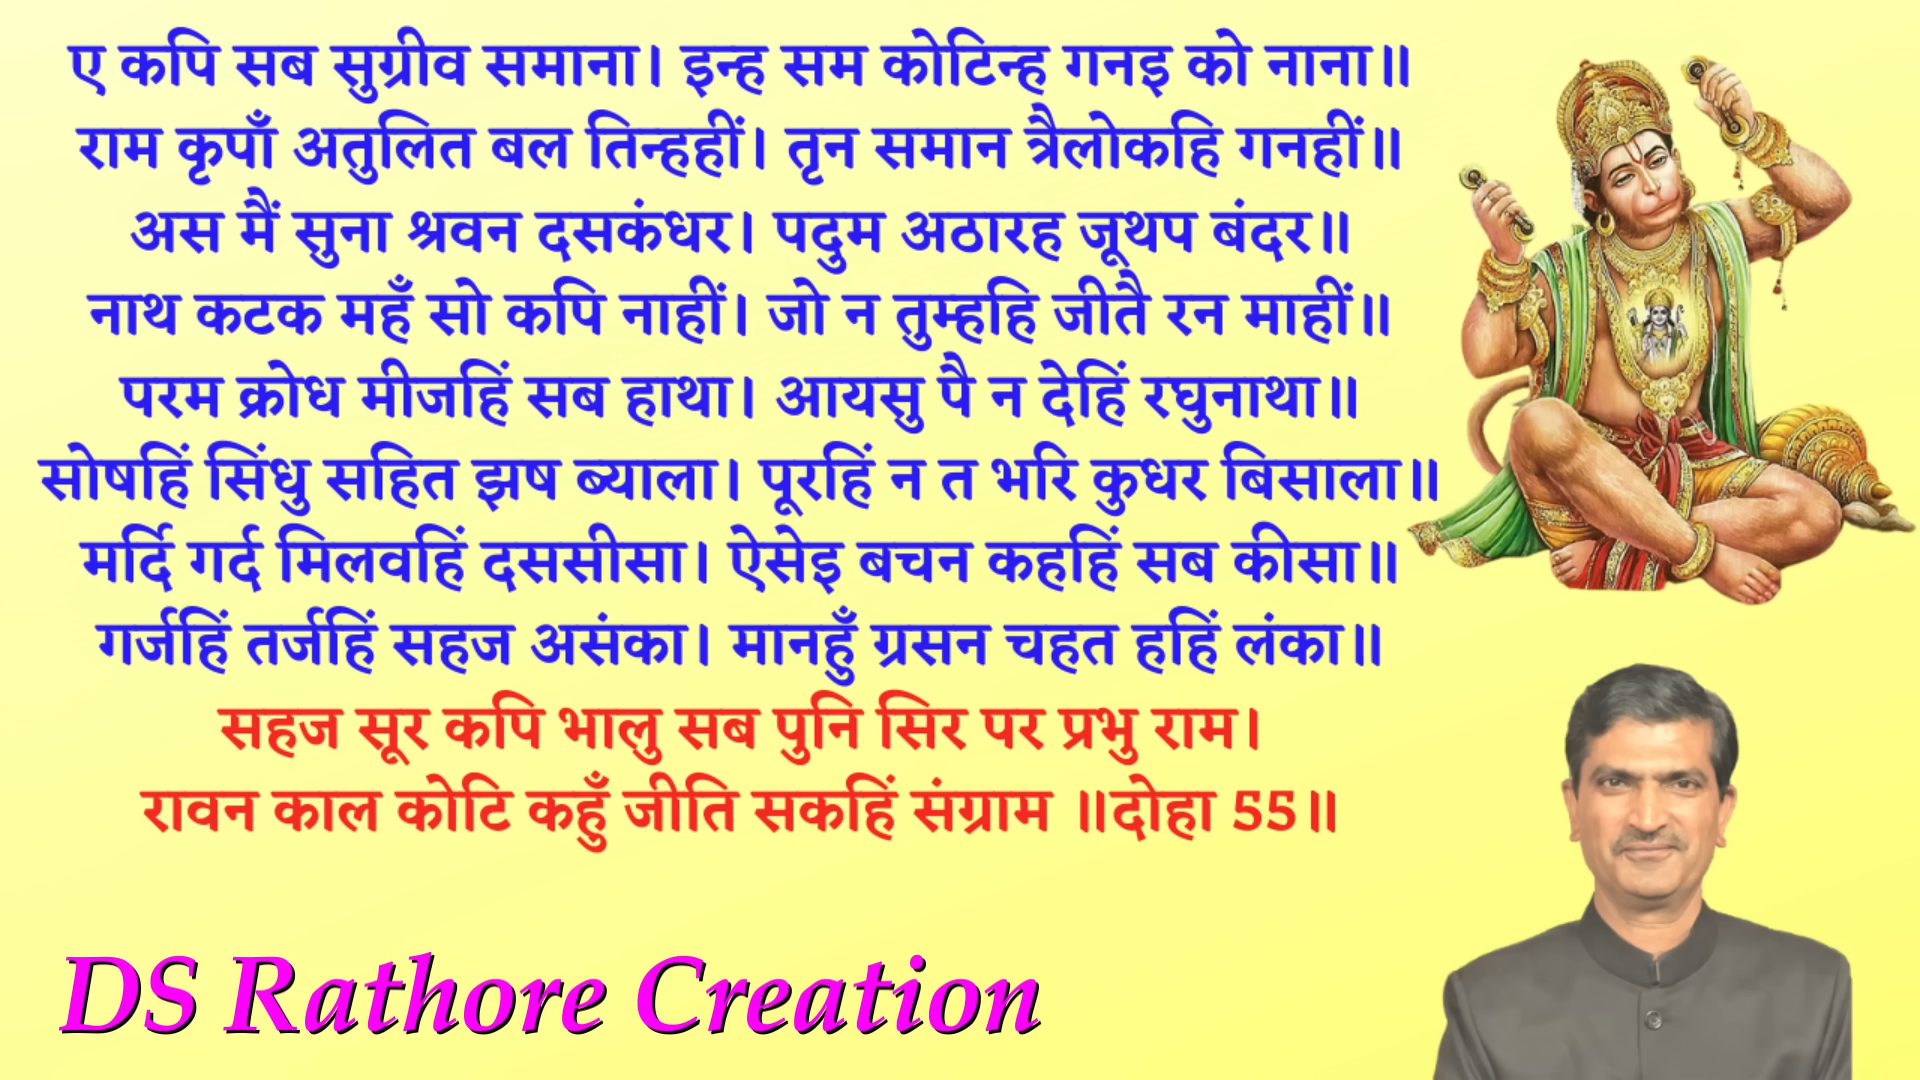 ए कपि सब सुग्रीव समाना। इन्ह सम कोटिन्ह गनइ को नाना॥
राम कृपाँ अतुलित बल तिन्हहीं। तृन समान त्रैलोकहि गनहीं॥
अस मैं सुना श्रवन दसकंधर। पदुम अठारह जूथप बंदर॥
नाथ कटक महँ सो कपि नाहीं। जो न तुम्हहि जीतै रन माहीं॥
परम क्रोध मीजहिं सब हाथा। आयसु पै न देहिं रघुनाथा॥
सोषहिं सिंधु सहित झष ब्याला। पूरहिं न त भरि कुधर बिसाला॥
मर्दि गर्द मिलवहिं दससीसा। ऐसेइ बचन कहहिं सब कीसा॥
गर्जहिं तर्जहिं सहज असंका। मानहुँ ग्रसन चहत हहिं लंका॥
सहज सूर कपि भालु सब पुनि सिर पर प्रभु राम।
रावन काल कोटि कहुँ जीति सकहिं संग्राम ॥दोहा 55॥
DS Rathore Creation